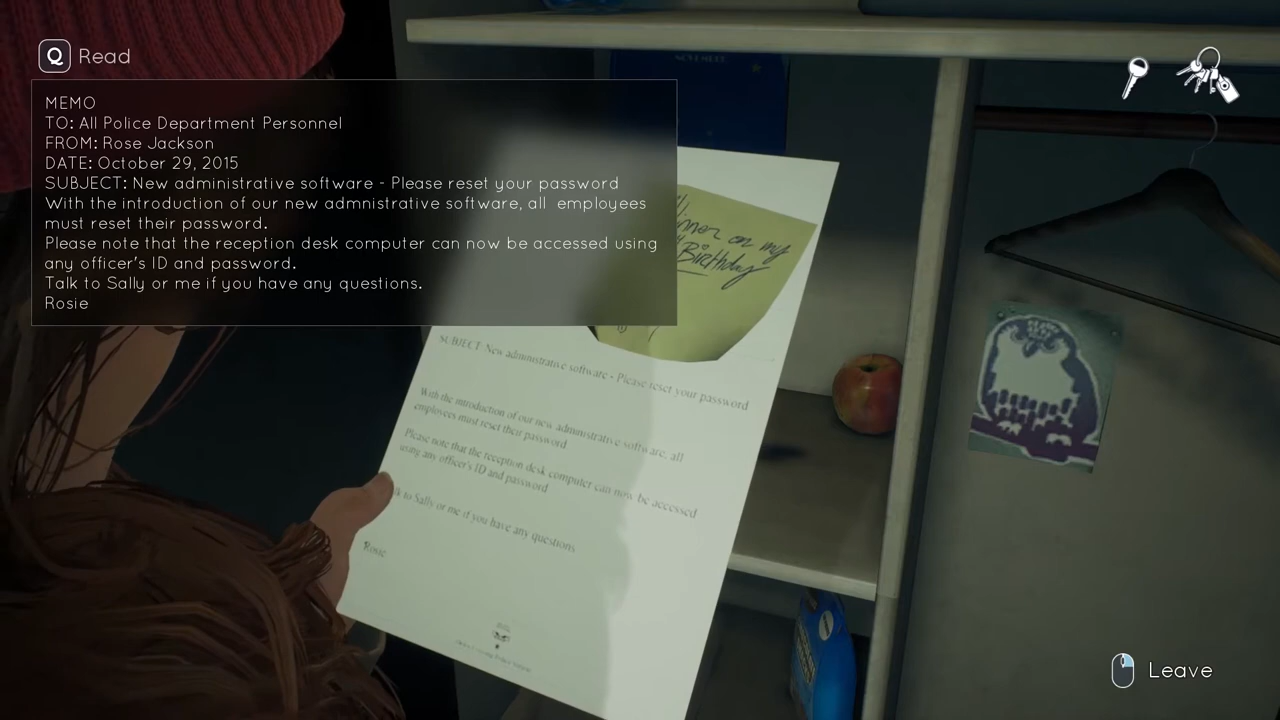 Q Read
MEMO
TO: All Police Department Personnel
FROM: Rose Jackson
DATE: October 29, 2015
SUBJECT: New administrative software - Please reset your password
With the introduction of our new admnistrative software, all  employees
must reset their password.
Please note that the reception desk computer can now be accessed using
any officer's ID and password.
Talk to Sally or me if you have any questions.
Rosie
NOVEMBER
on my
Birthday
SUBJECT: New administrative software - Please reset your password
With the introduction of our new administrative software, all
employees must reset their password
Please note that the reception desk computer can now be accessed
using any officer's ID and password
to Sally or me if you have any questions
Rosie
Leave